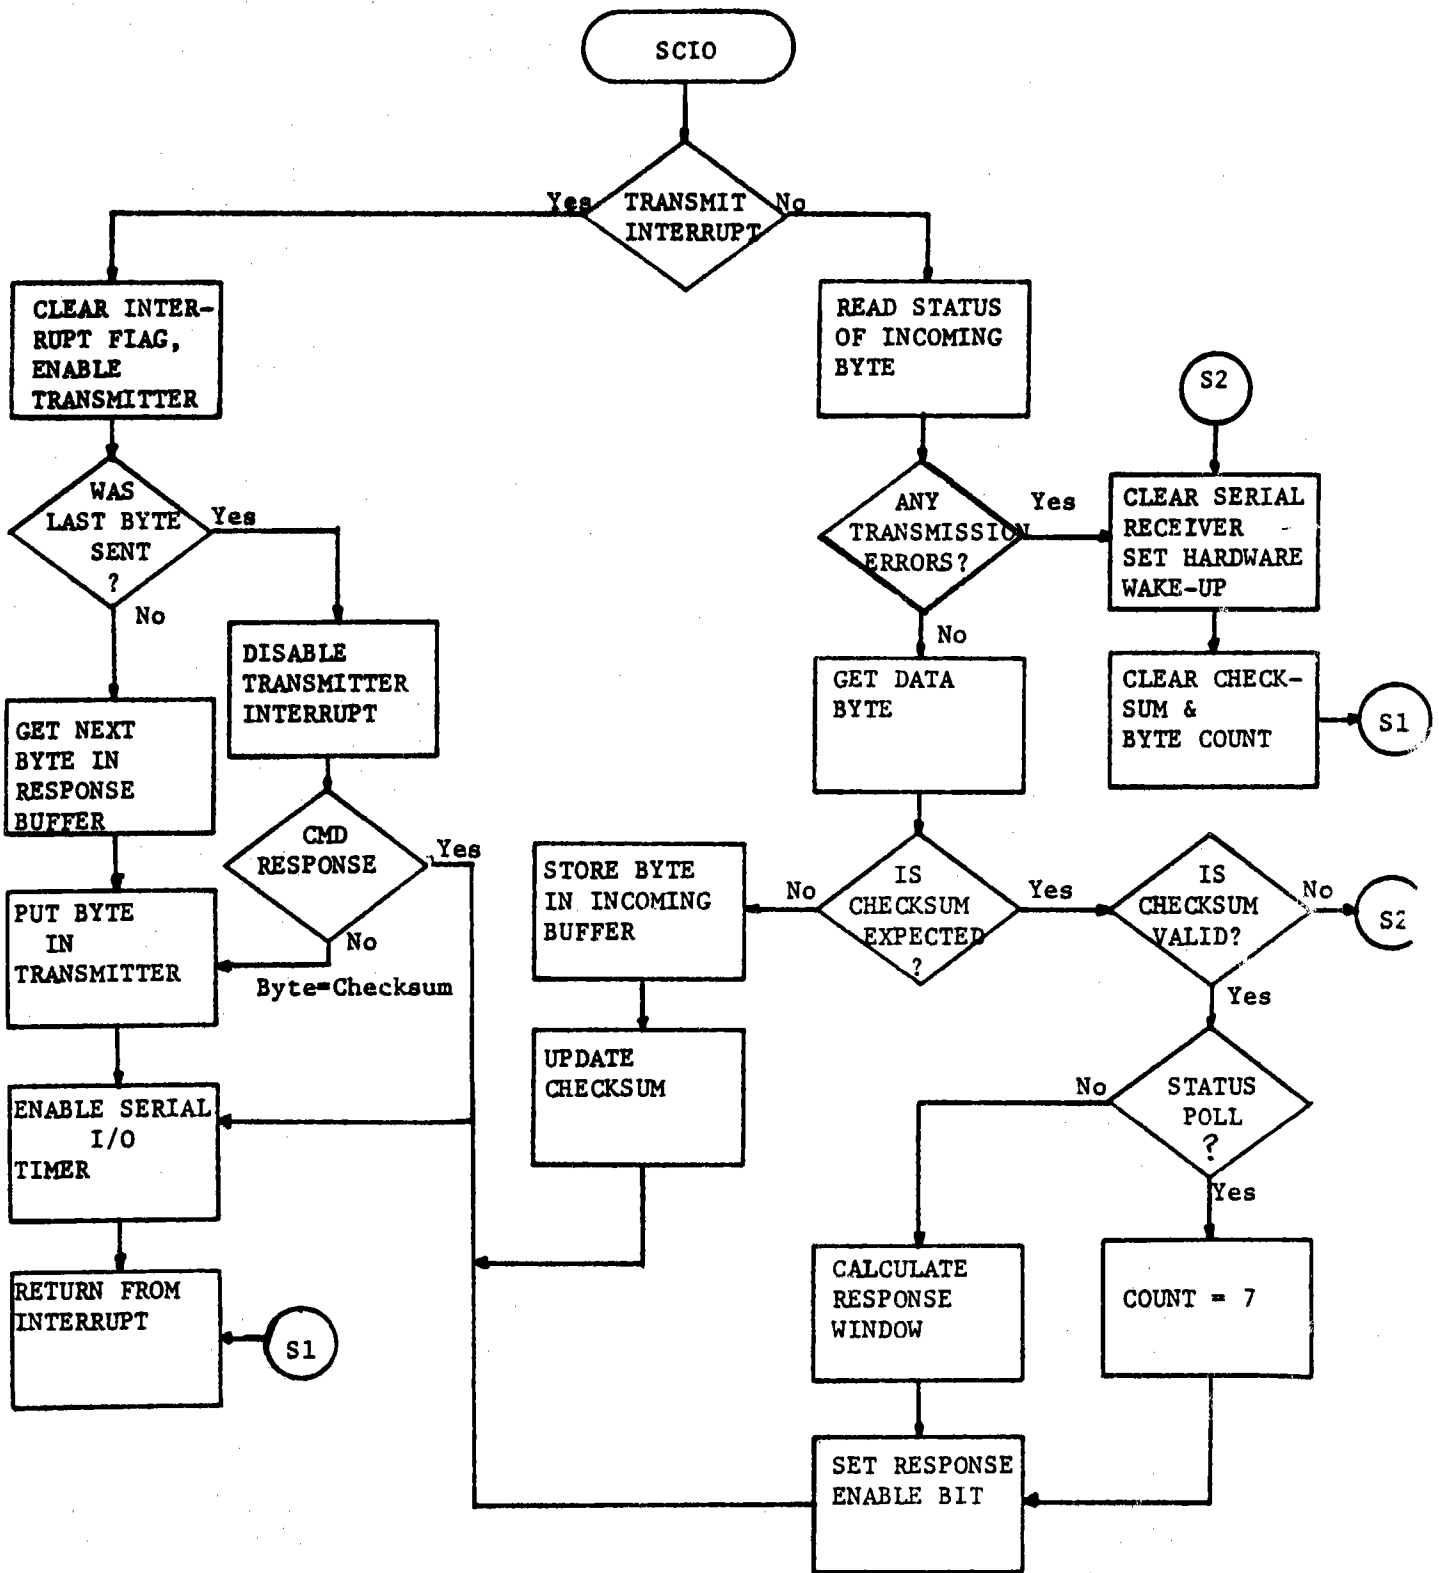 SCIO
TRANSMIT
INTERRUPT
Yes
No
CLEAR INTER-
RUPT FLAG,
ENABLE
TRANSMITTER
READ STATUS
OF INCOMING
BYTE
S2
WAS
LAST BYTE
SENT
?
Yes
No
ANY
TRANSMISSION
ERRORS?
Yes
No
CLEAR SERIAL
RECEIVER
SET HARDWARE
WAKE-UP
DISABLE
TRANSMITTER
INTERRUPT
GET DATA
BYTE
CLEAR CHECK-
SUM &
BYTE COUNT
S1
GET NEXT
BYTE IN
RESPONSE
BUFFER
CMD
RESPONSE
Yes
No
Byte=Checksum
STORE BYTE
IN INCOMING
BUFFER
No
IS
CHECKSUM
EXPECTED
?
Yes
IS
CHECKSUM
VALID?
No
S2
Yes
PUT BYTE
IN
TRANSMITTER
UPDATE
CHECKSUM
No
STATUS
POLL
?
Yes
ENABLE SERIAL
I/O
TIMER
RETURN FROM
INTERRUPT
S1
CALCULATE
RESPONSE
WINDOW
COUNT = 7
SET RESPONSE
ENABLE BIT